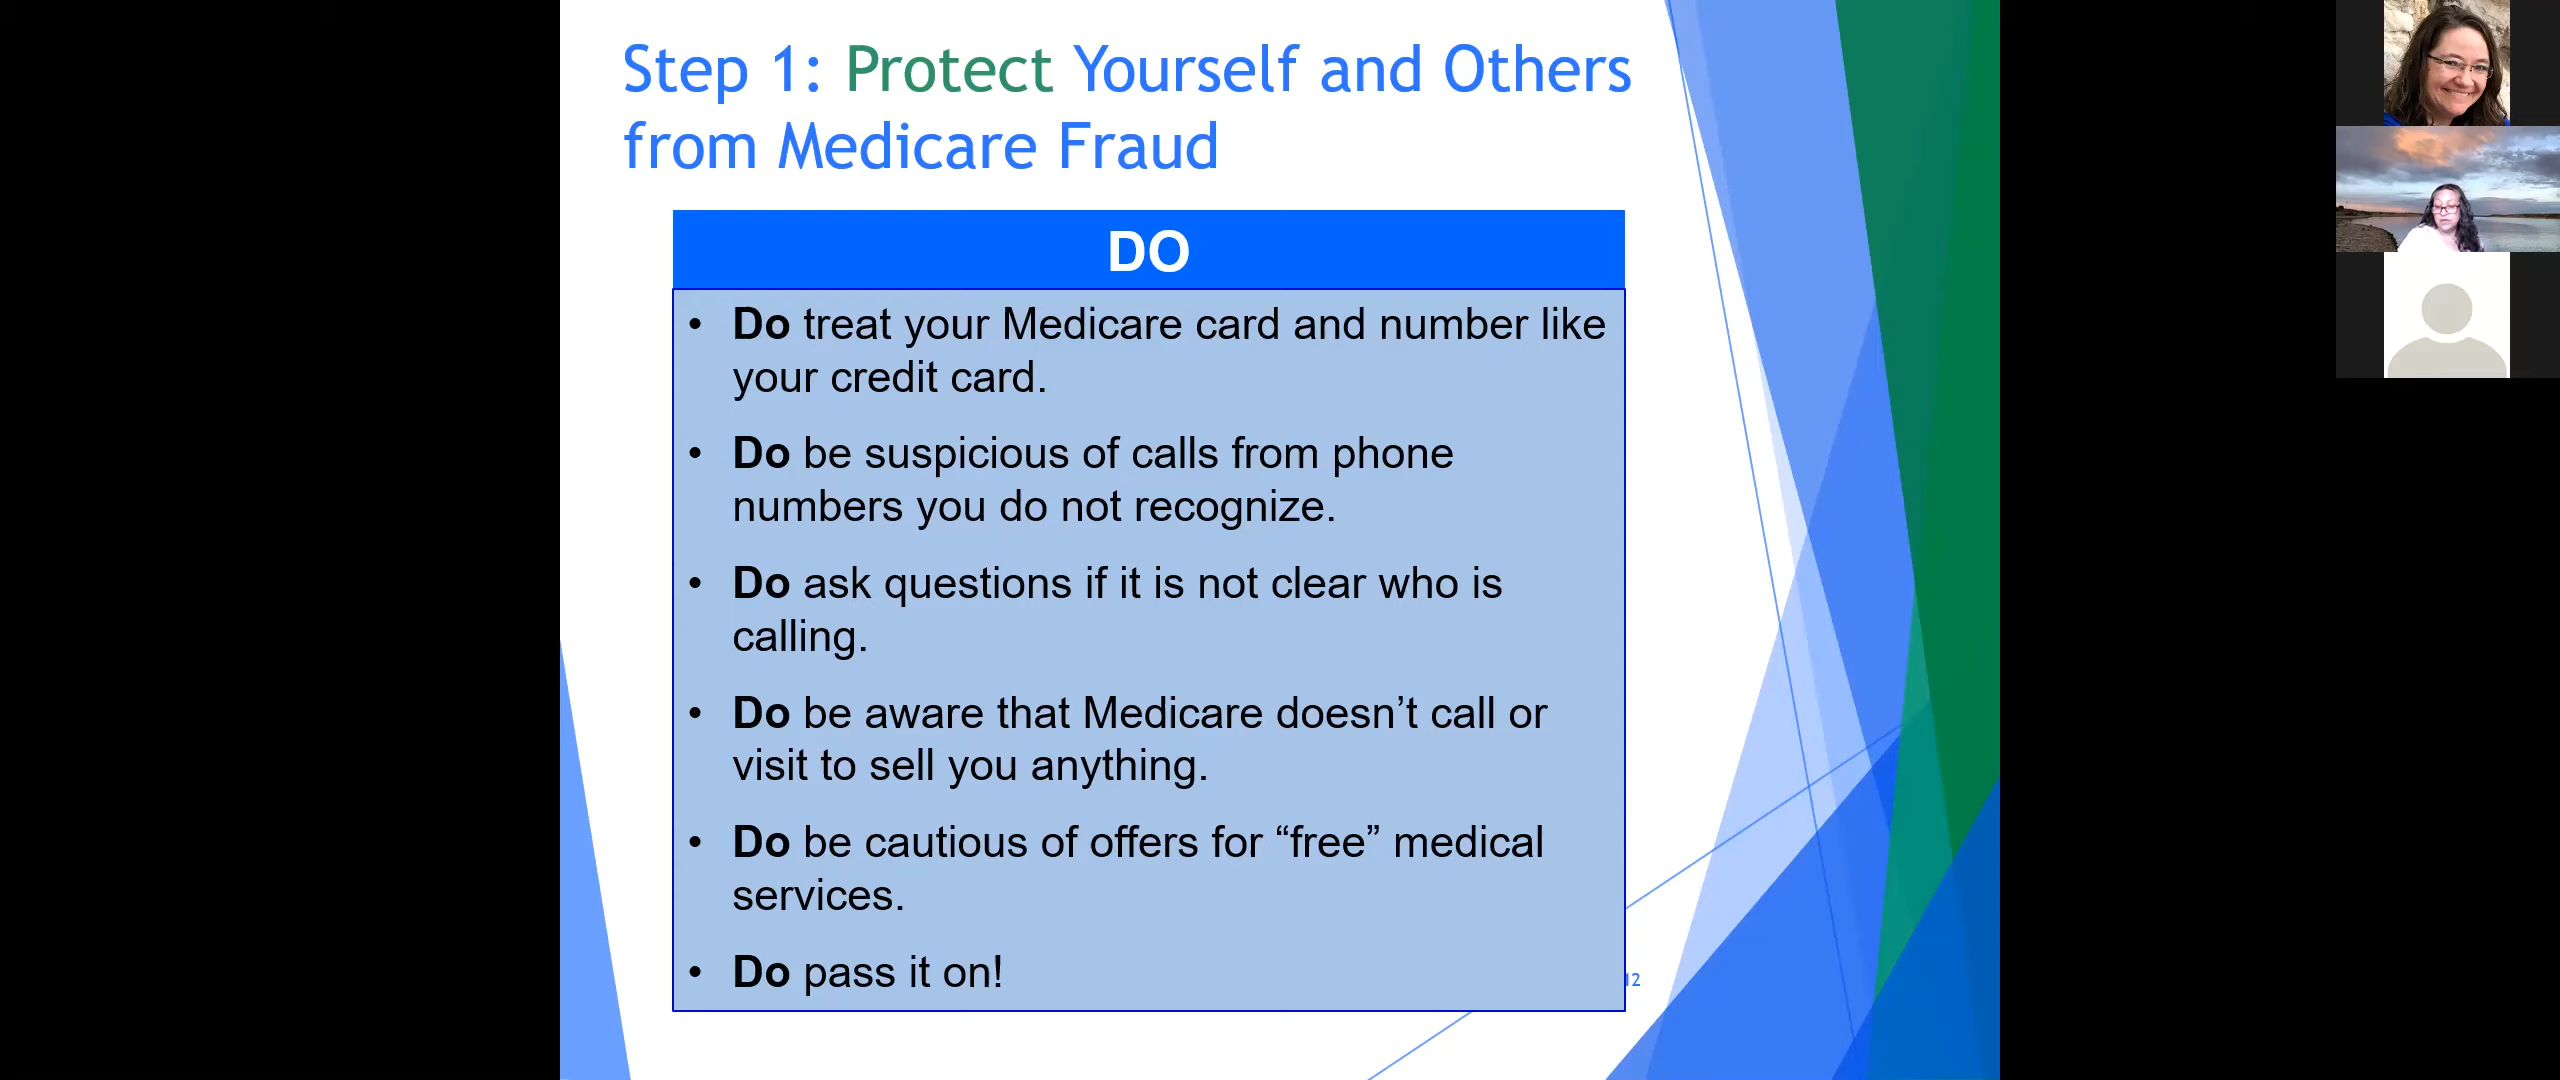 Step 1: Protect Yourself and Others
from Medicare Fraud
DO
• Do treat your Medicare card and number like
your credit card.
• Do be suspicious of calls from phone
numbers you do not recognize.
• Do ask questions if it is not clear who is
calling.
• Do be aware that Medicare doesn’t call or
visit to sell you anything.
• Do be cautious of offers for “free” medical
services.
• Do pass it on!
12